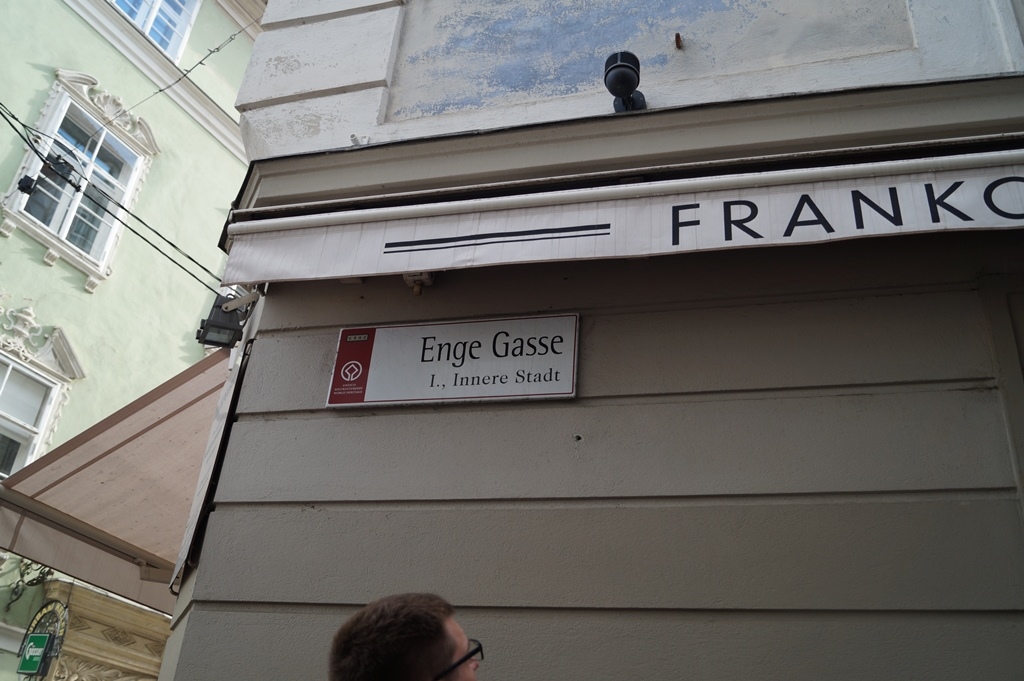 FRANKO
Enge Gasse
I., Innere Stadt